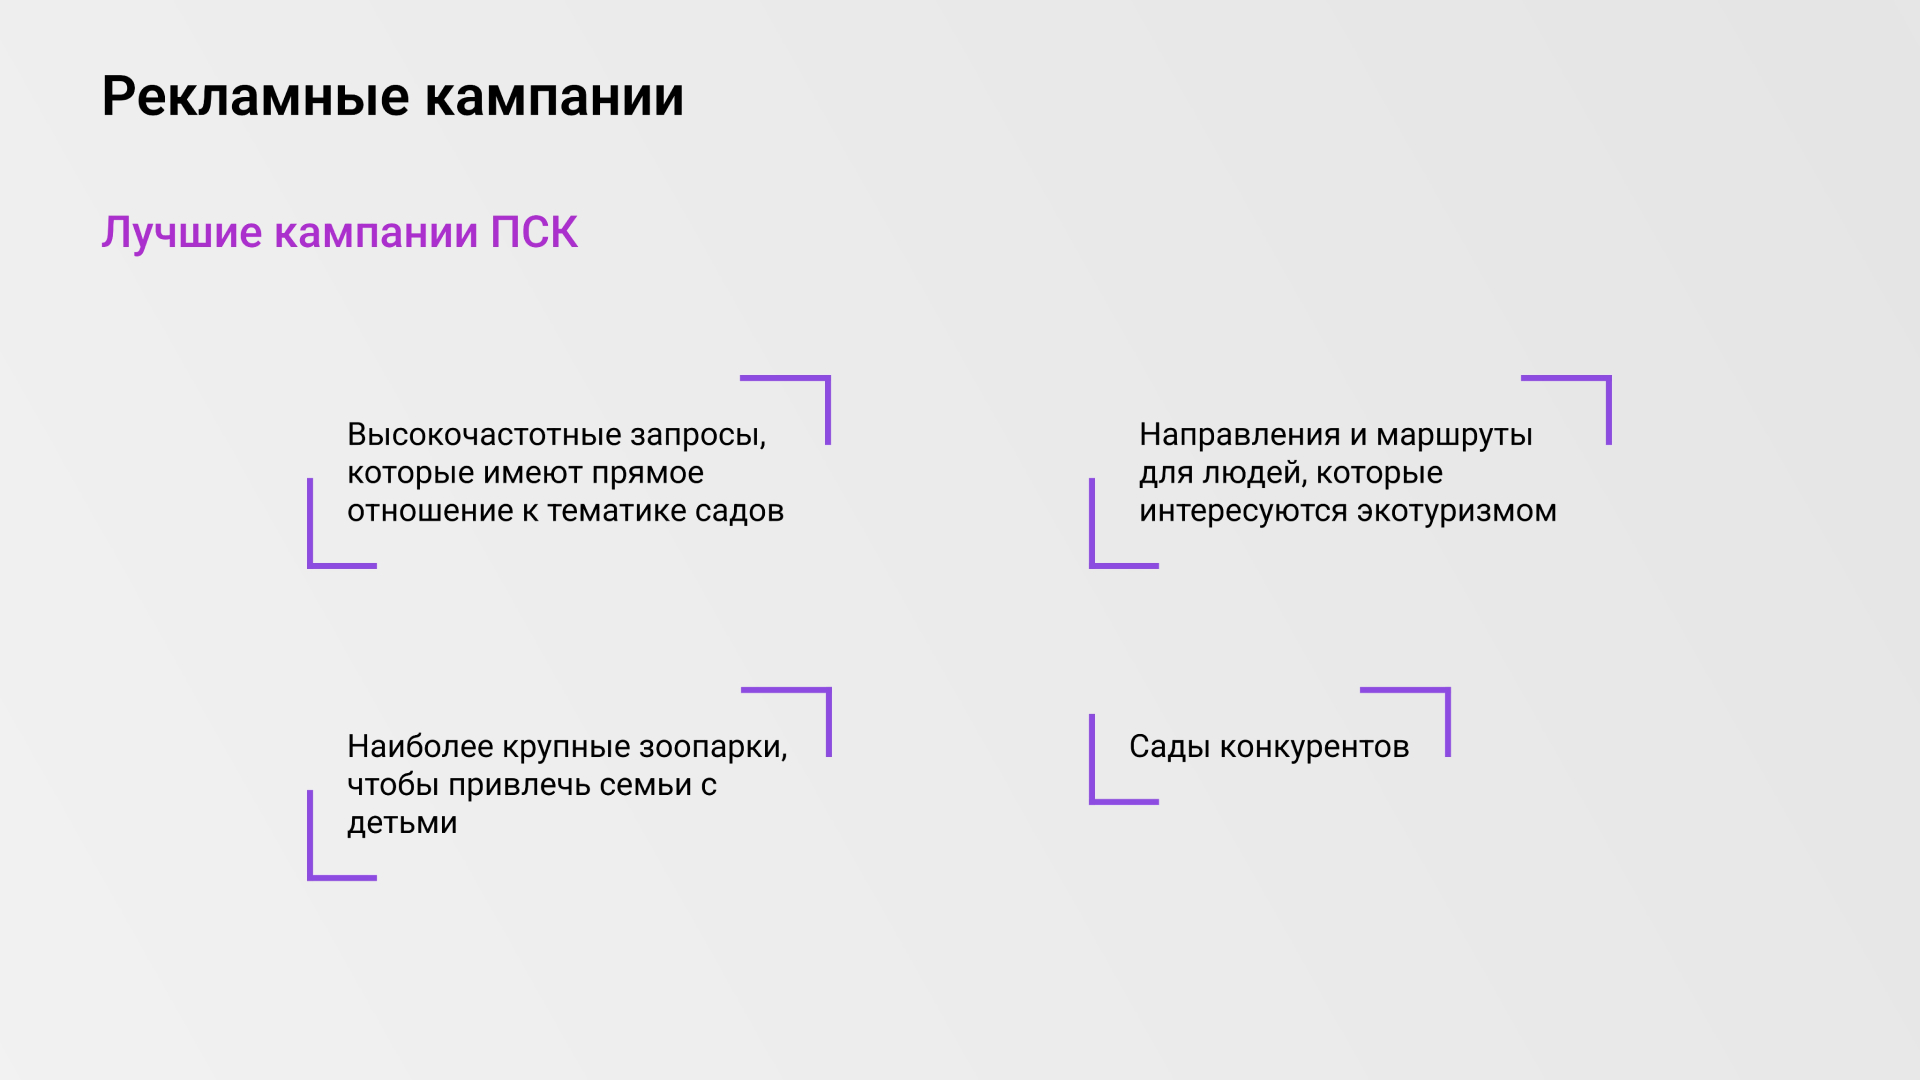 Рекламные кампании
Лучшие кампании ПСК
Высокочастотные запросы,
которые имеют прямое
отношение к тематике садов
Направления и маршруты
для людей, которые
интересуются экотуризмом
Наиболее крупные зоопарки,
чтобы привлечь семьи с
детьми
Сады конкурентов